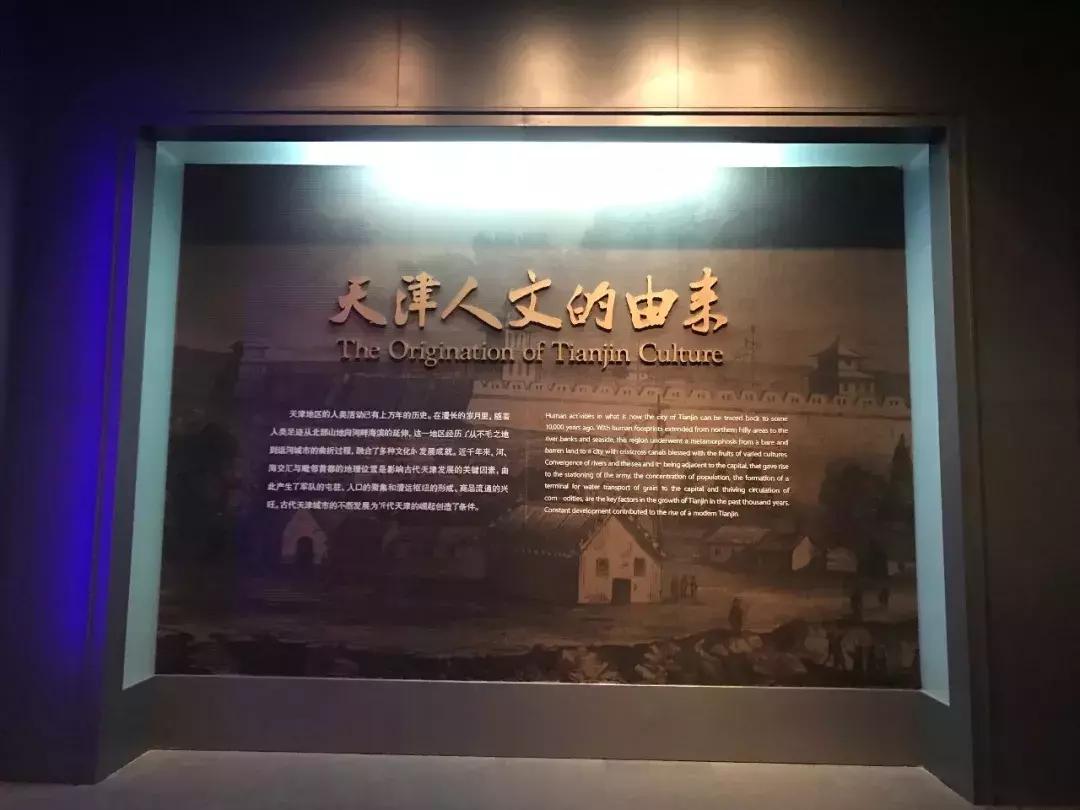 天津人文的由来
The Origination of Tianjin Culture
天津地区的人类活动已有上万年的历史。在漫长的岁月里，随着
人类足迹从北部山地向河畔海滨的延伸，这一地区经历了从不毛之地
到运河城市的曲折过程，融合了多种文化的发展成就。近千年来，河、
海交汇与毗邻首都的地理位置是影响古代天津发展的关键因素，由
此产生了军队的屯驻、人口的聚集和漕运枢纽的形成、商品流通的兴
旺。古代天津城市的不断发展为近代天津的崛起创造了条件。
Human activities in what is now the city of Tianjin can be traced back to some
10,000 years ago. With human footprints extended from northern hilly areas to the
river banks and seaside, this region underwent a metamorphosis from a bare and
barren land to a city with crisscross canals blessed with the fruits of varied cultures.
Convergence of rivers and the sea and its being adjacent to the capital, that gave rise
to the stationing of the army, the concentration of population, the formation of a
terminal for water transport of grain to the capital and thriving circulation of
com odities, are the key factors in the growth of Tianjin in the past thousand years.
Constant development contributed to the rise of a modern Tianjin.